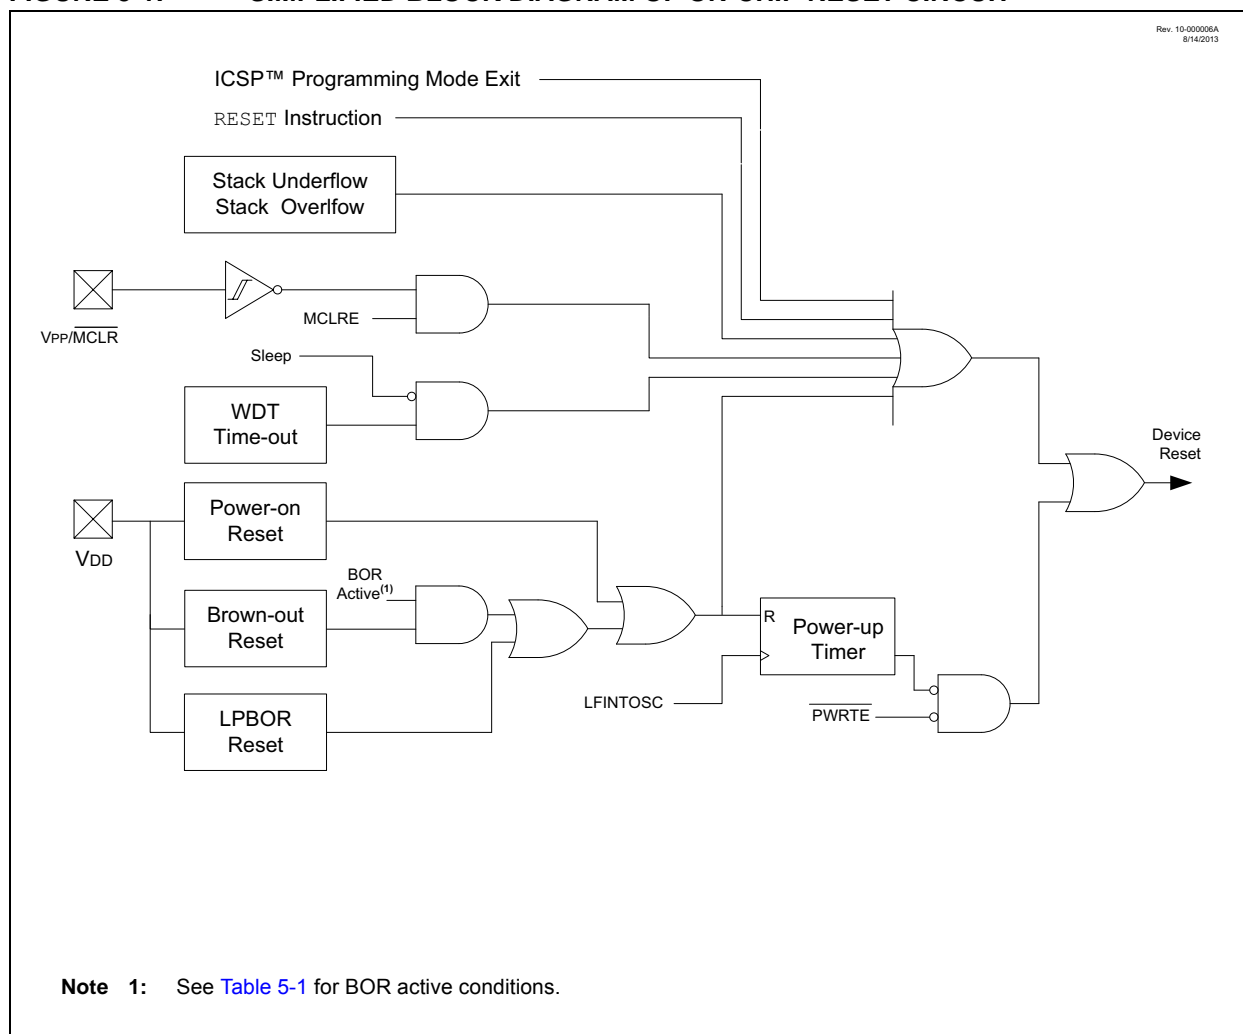 Rev. 10-000006A
8/14/2013
ICSP™ Programming Mode Exit
RESET Instruction
Stack Underflow
Stack Overlfow
VPP/MCLR
MCLRE
Sleep
WDT
Time-out
Device
Reset
VDD
Power-on
Reset
BOR
Active(1)
Brown-out
Reset
R
Power-up
Timer
LPBOR
Reset
LFINTOSC
PWRTE
Note 1: See Table 5-1 for BOR active conditions.